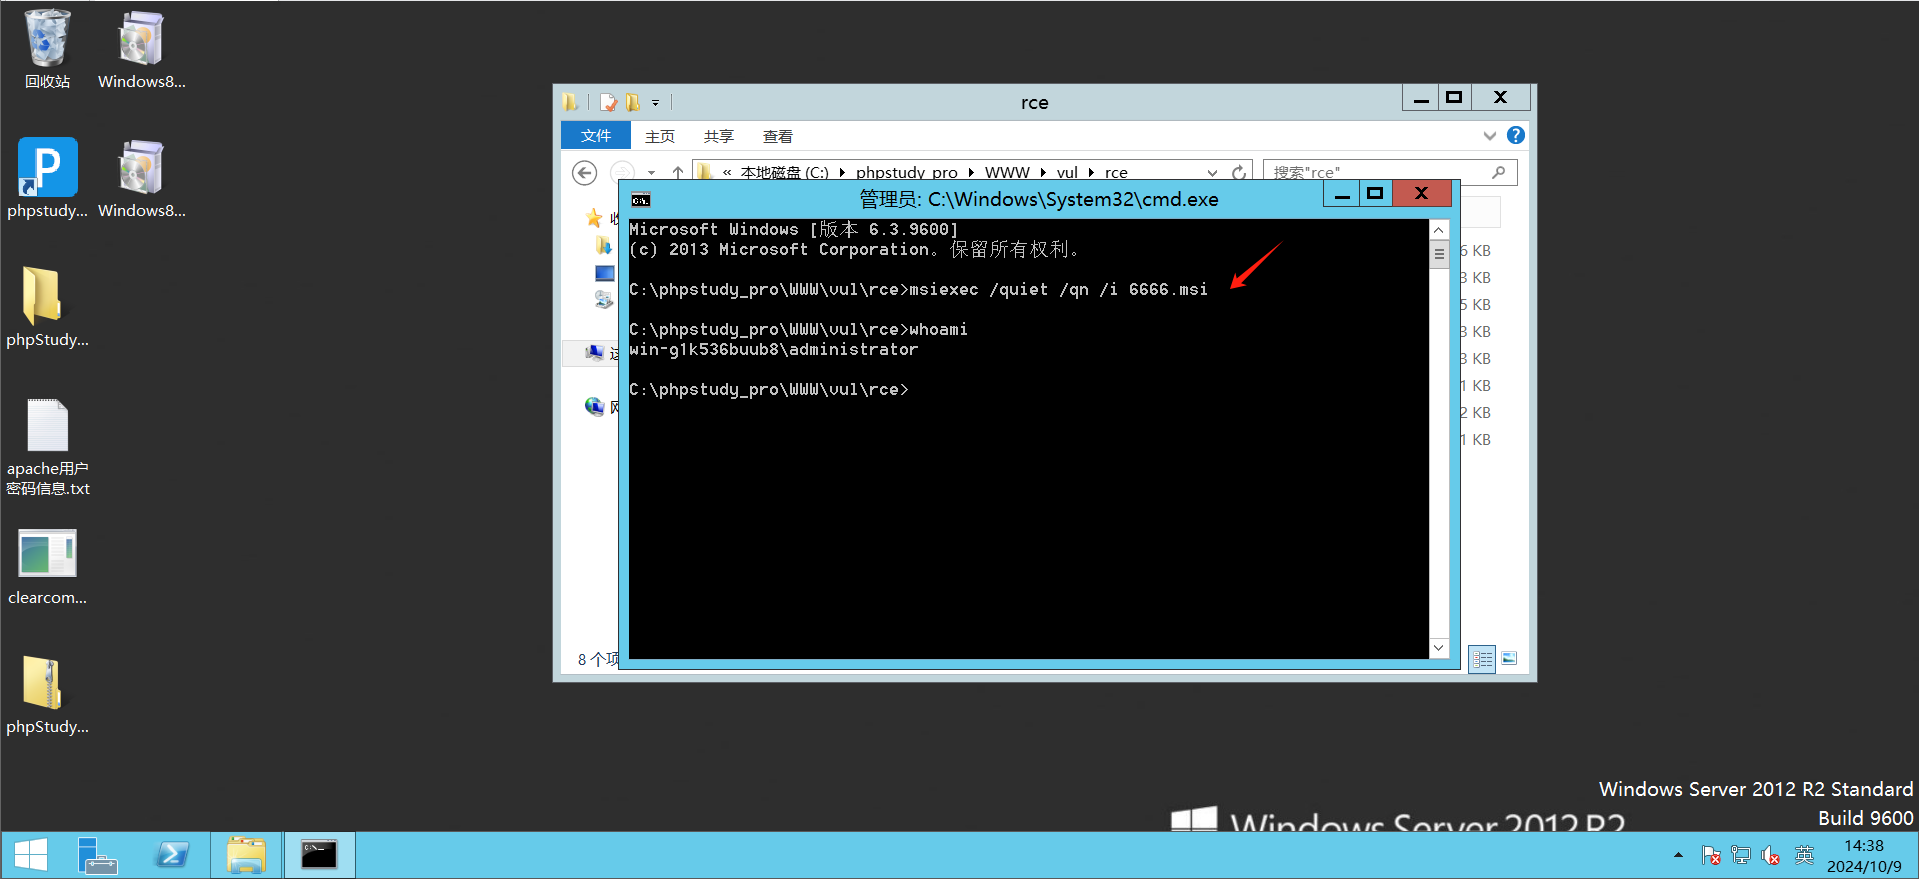 回收站
Windows8...
phpstudy...
Windows8...
phpStudy...
apache用户
密码信息.txt
clearcom...
phpStudy...
rce
文件 主页 共享 查看
« 本地磁盘 (C:) phpstudy_pro WWW vul rce
搜索"rce"
管理员: C:\Windows\System32\cmd.exe
Microsoft Windows [版本 6.3.9600]
(c) 2013 Microsoft Corporation。保留所有权利。
C:\phpstudy_pro\WWW\vul\rce>msiexec /quiet /qn /i 6666.msi
C:\phpstudy_pro\WWW\vul\rce>whoami
win-g1k536buub8\administrator
C:\phpstudy_pro\WWW\vul\rce>
6 KB
3 KB
5 KB
3 KB
3 KB
1 KB
2 KB
1 KB
8 个项
Windows Server 2012 R2 Standard
Build 9600
Windows Server 2012 R2
英
14:38
2024/10/9